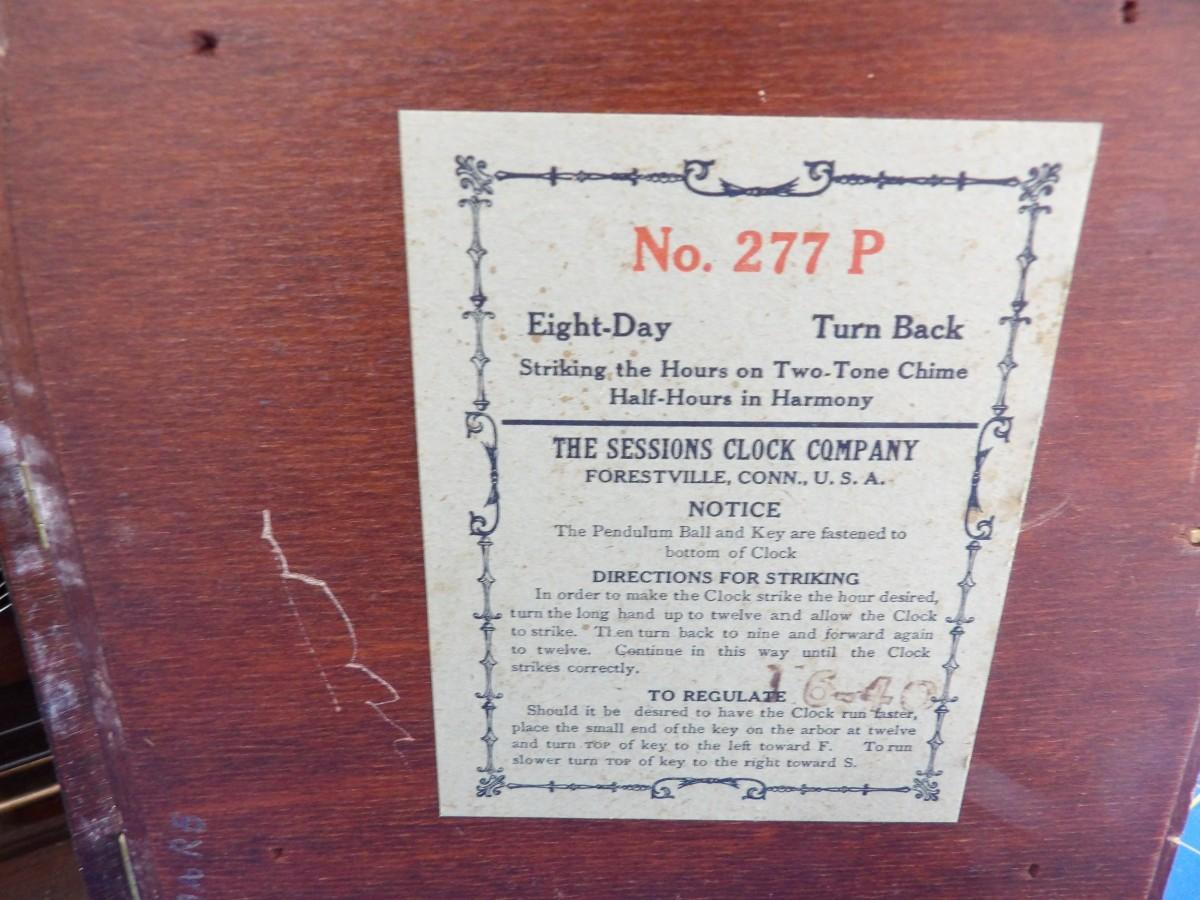 No. 277 P
Eight-Day Turn Back
Striking the Hours on Two-Tone Chime
Half-Hours in Harmony
THE SESSIONS CLOCK COMPANY
FORESTVILLE, CONN., U. S. A.
NOTICE
The Pendulum Ball and Key are fastened to
bottom of Clock
DIRECTIONS FOR STRIKING
In order to make the Clock strike the hour desired,
turn the long hand up to twelve and allow the Clock
to strike. Then turn back to nine and forward again
to twelve. Continue in this way until the Clock
strikes correctly.
6-40
TO REGULATE
Should it be desired to have the Clock run faster,
place the small end of the key on the arbor at twelve
and turn TOP of key to the left toward F. To run
slower turn TOP of key to the right toward S.